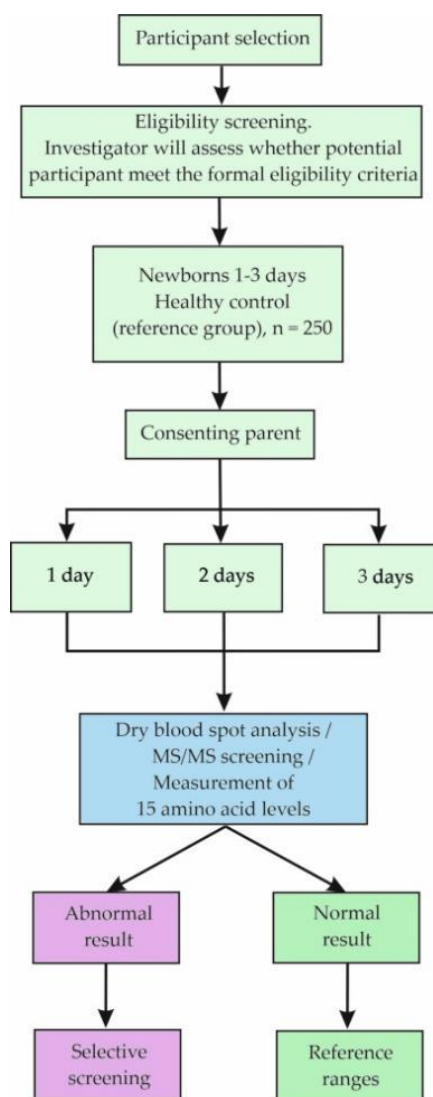 Participant selection
Eligibility screening.
Investigator will assess whether potential
participant meet the formal eligibility criteria
Newborns 1-3 days
Healthy control
(reference group), n = 250
Consenting parent
1 day
2 days
3 days
Dry blood spot analysis /
MS/MS screening /
Measurement of
15 amino acid levels
Abnormal
result
Normal
result
Selective
screening
Reference
ranges